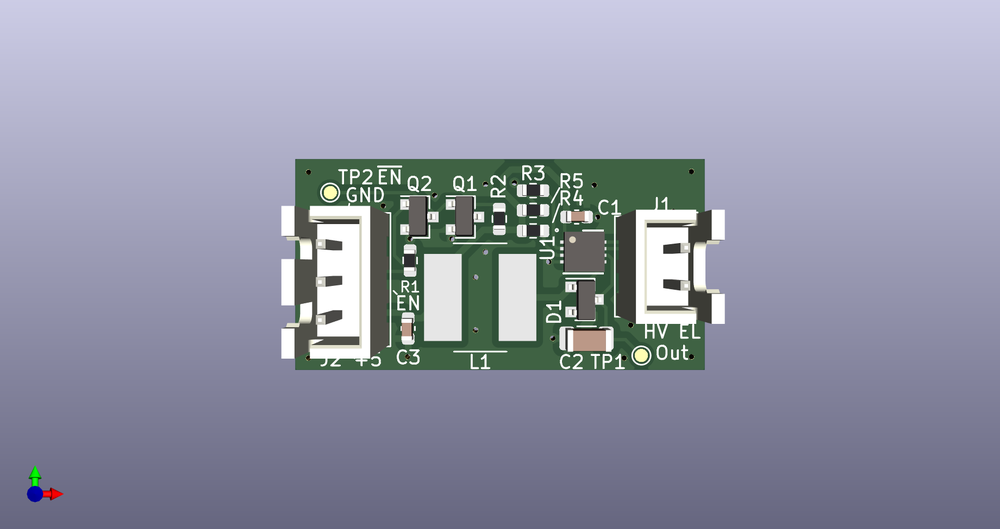 TP2 EN
GND
Q2
Q1
R2
R3
R5
R4
C1
J1
U1
R1
`EN
D1
HV EL
Out
J2 +5
C3
L1
C2 TP1